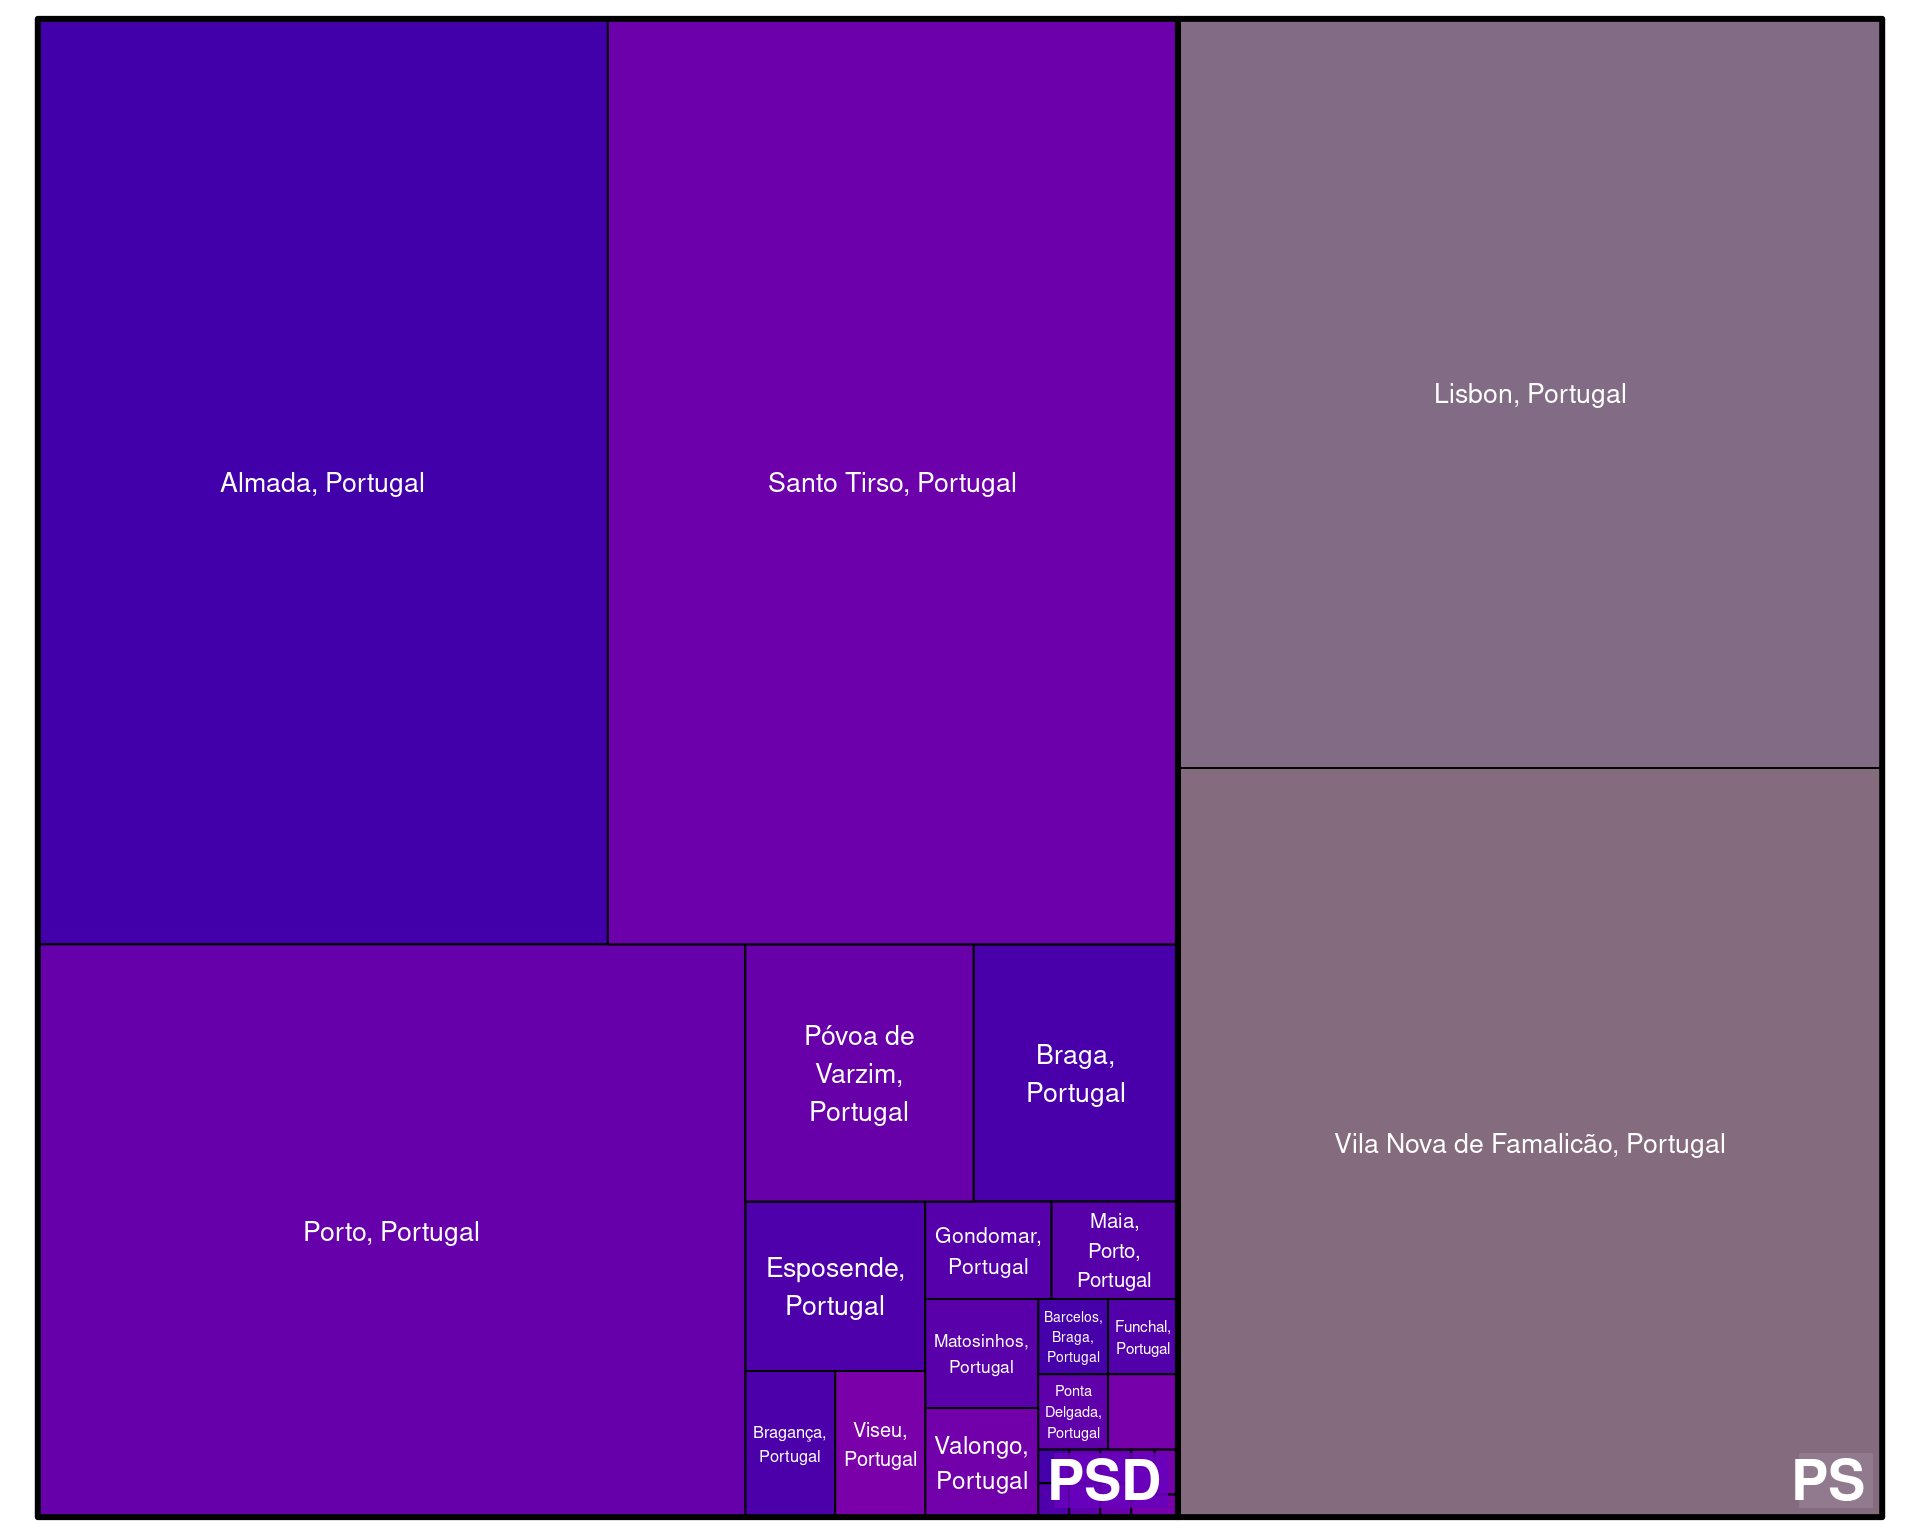 Almada, Portugal
Santo Tirso, Portugal
Lisbon, Portugal
Porto, Portugal
Póvoa de
Varzim,
Portugal
Braga,
Portugal
Esposende,
Portugal
Gondomar,
Portugal
Maia,
Porto,
Portugal
Matosinhos,
Portugal
Barcelos,
Braga,
Portugal
Funchal,
Portugal
Ponta
Delgada,
Portugal
Bragança,
Portugal
Viseu,
Portugal
Valongo,
Portugal
PSD
Vila Nova de Famalicão, Portugal
PS